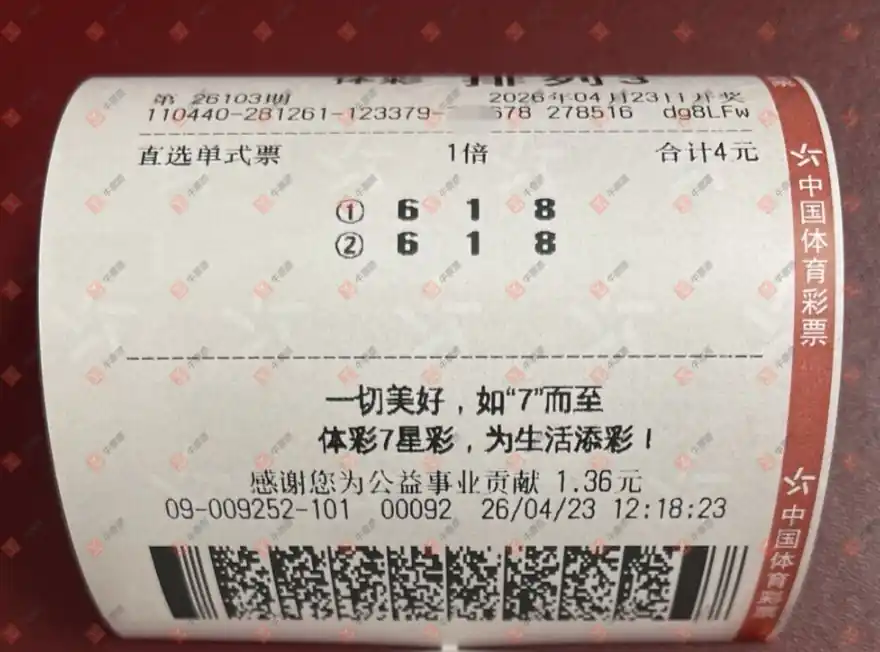 体彩 排列3
第 26103期 2026年04月23日开奖
110440-281261-123379- 678 278516 dg8LFw
直选单式票 1倍 合计4元
① 6 1 8
② 6 1 8
一切美好，如“7”而至
体彩7星彩，为生活添彩！
感谢您为公益事业贡献 1.36元
09-009252-101 00092 26/04/23 12:18:23
中国体育彩票
中国体育彩票